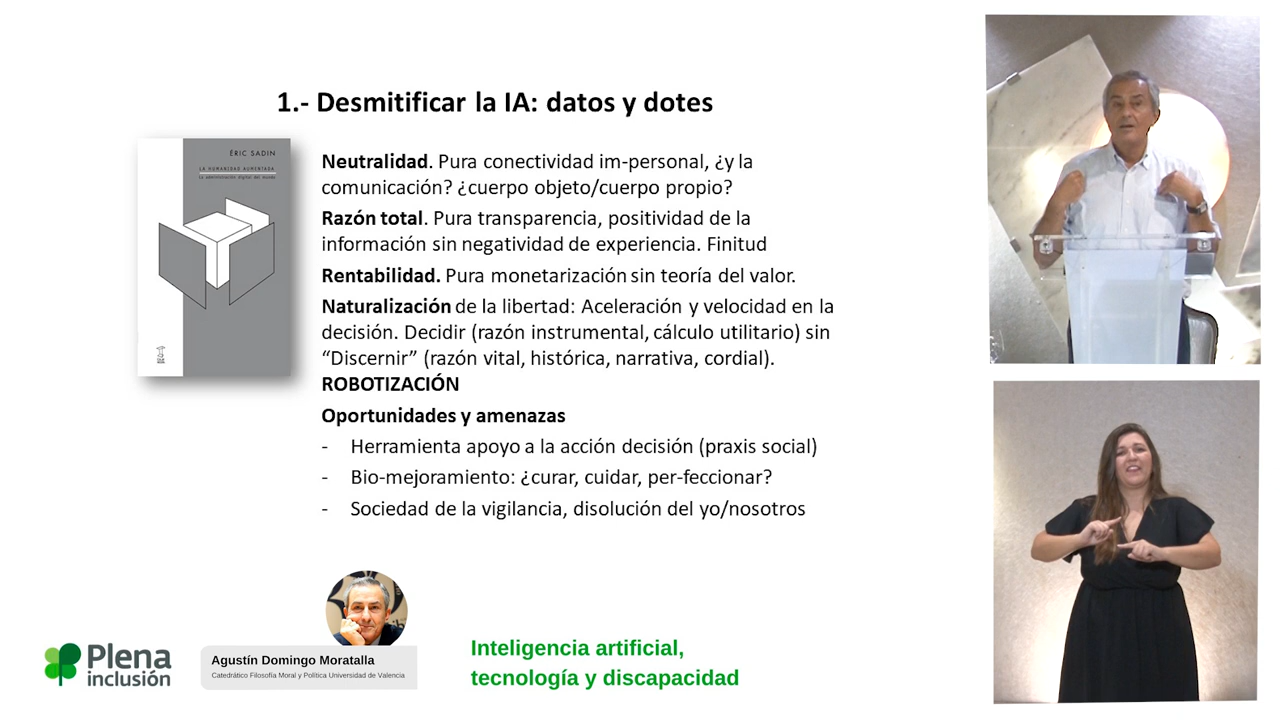 1.- Desmitificar la IA: datos y dotes
ÉRIC SADIN
LA HUMANIDAD AUMENTADA
La administración digital del mundo
Neutralidad. Pura conectividad im-personal, ¿y la
comunicación? ¿cuerpo objeto/cuerpo propio?
Razón total. Pura transparencia, positividad de la
información sin negatividad de experiencia. Finitud
Rentabilidad. Pura monetarización sin teoría del valor.
Naturalización de la libertad: Aceleración y velocidad en la
decisión. Decidir (razón instrumental, cálculo utilitario) sin
“Discernir” (razón vital, histórica, narrativa, cordial).
ROBOTIZACIÓN
Oportunidades y amenazas
- Herramienta apoyo a la acción decisión (praxis social)
- Bio-mejoramiento: ¿curar, cuidar, per-feccionar?
- Sociedad de la vigilancia, disolución del yo/nosotros
Plena
inclusión
Agustín Domingo Moratalla
Catedrático Filosofía Moral y Política Universidad de Valencia
Inteligencia artificial,
tecnología y discapacidad